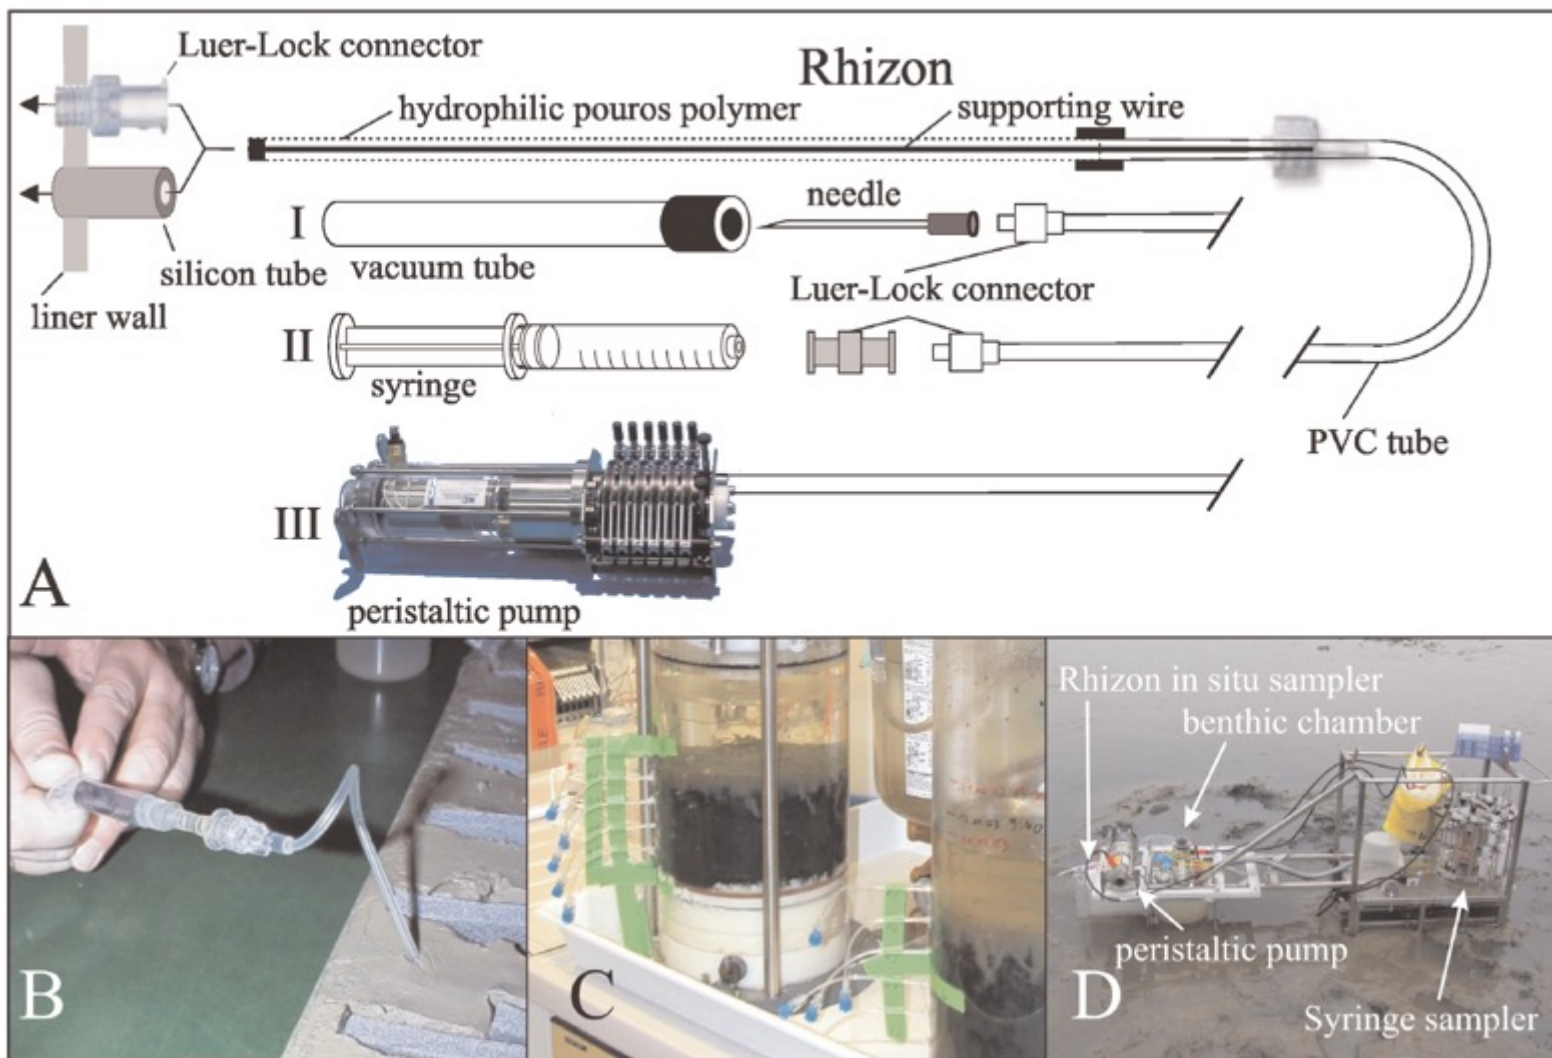 Luer-Lock connector
Rhizon
hydrophilic pouros polymer
supporting wire
needle
I
vacuum tube
silicon tube
liner wall
Luer-Lock connector
II
syringe
PVC tube
III
peristaltic pump
A
B
C
Rhizon in situ sampler
benthic chamber
peristaltic pump
D
Syringe sampler